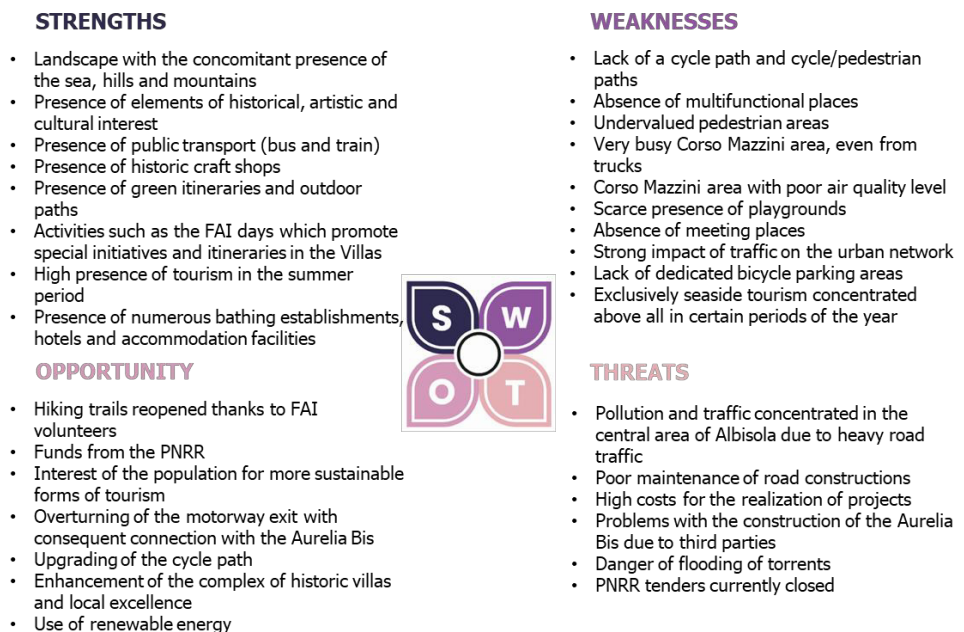 STRENGTHS
• Landscape with the concomitant presence of
the sea, hills and mountains
• Presence of elements of historical, artistic and
cultural interest
• Presence of public transport (bus and train)
• Presence of historic craft shops
• Presence of green itineraries and outdoor
paths
• Activities such as the FAI days which promote
special initiatives and itineraries in the Villas
• High presence of tourism in the summer
period
• Presence of numerous bathing establishments,
hotels and accommodation facilities
WEAKNESSES
• Lack of a cycle path and cycle/pedestrian
paths
• Absence of multifunctional places
• Undervalued pedestrian areas
• Very busy Corso Mazzini area, even from
trucks
• Corso Mazzini area with poor air quality level
• Scarce presence of playgrounds
• Absence of meeting places
• Strong impact of traffic on the urban network
• Lack of dedicated bicycle parking areas
• Exclusively seaside tourism concentrated
above all in certain periods of the year
S W
O T
OPPORTUNITY
• Hiking trails reopened thanks to FAI
volunteers
• Funds from the PNRR
• Interest of the population for more sustainable
forms of tourism
• Overturning of the motorway exit with
consequent connection with the Aurelia Bis
• Upgrading of the cycle path
• Enhancement of the complex of historic villas
and local excellence
• Use of renewable energy
THREATS
• Pollution and traffic concentrated in the
central area of Albisola due to heavy road
traffic
• Poor maintenance of road constructions
• High costs for the realization of projects
• Problems with the construction of the Aurelia
Bis due to third parties
• Danger of flooding of torrents
• PNRR tenders currently closed